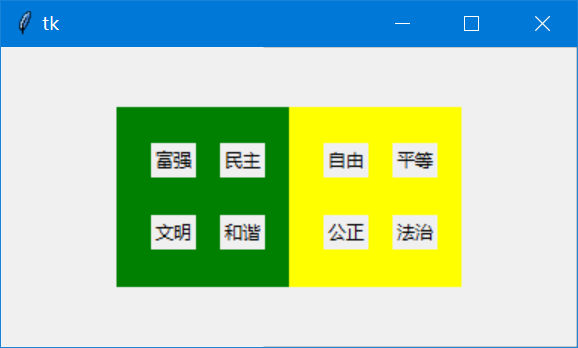 tk
富强 民主 自由 平等
文明 和谐 公正 法治